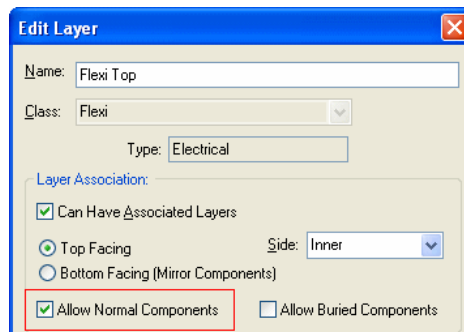 Edit Layer
Name: Flexi Top
Class: Flexi
Type: Electrical
Layer Association:
Can Have Associated Layers
Top Facing Side: Inner
Bottom Facing (Mirror Components)
Allow Normal Components Allow Buried Components